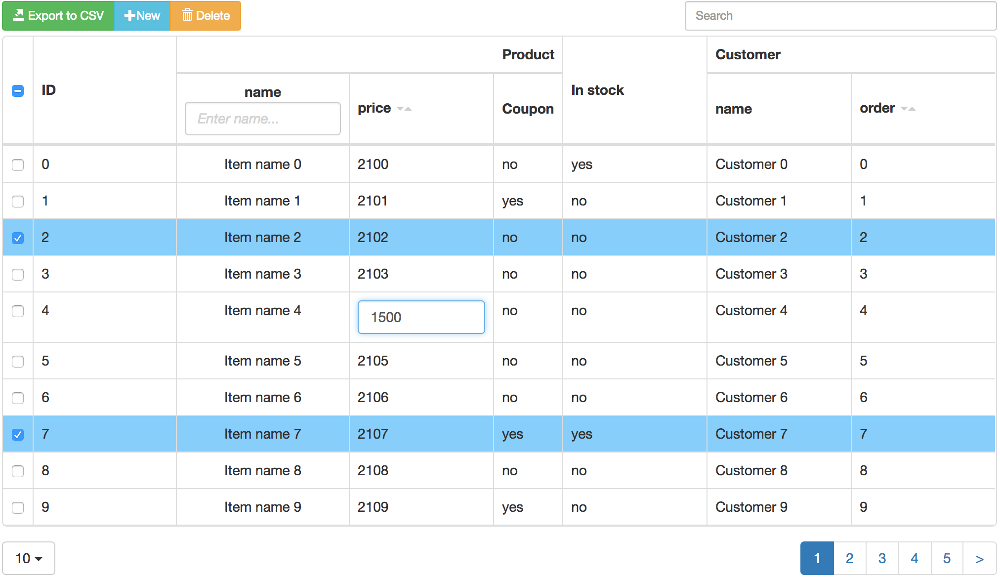 Export to CSV New Delete Search
Product Customer
ID In stock
name price Coupon name order
Enter name...
0 Item name 0 2100 no yes Customer 0 0
1 Item name 1 2101 yes no Customer 1 1
2 Item name 2 2102 no no Customer 2 2
3 Item name 3 2103 no no Customer 3 3
4 Item name 4 1500 no no Customer 4 4
5 Item name 5 2105 no no Customer 5 5
6 Item name 6 2106 no no Customer 6 6
7 Item name 7 2107 yes yes Customer 7 7
8 Item name 8 2108 no no Customer 8 8
9 Item name 9 2109 yes no Customer 9 9
10 1 2 3 4 5 >